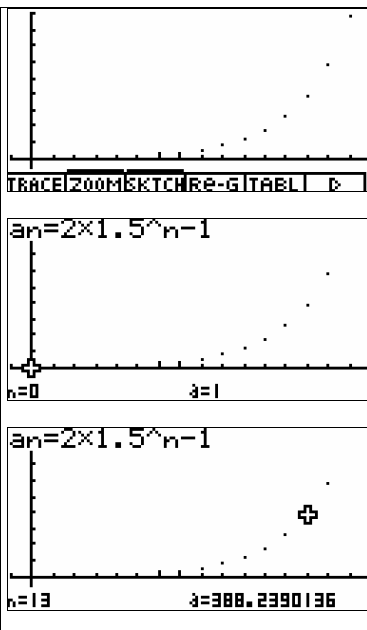 TRACE ZOOM SKTCH Re-G TABL D
an=2×1.5^n-1
n=0 a=1
an=2×1.5^n-1
n=13 a=388.2390136